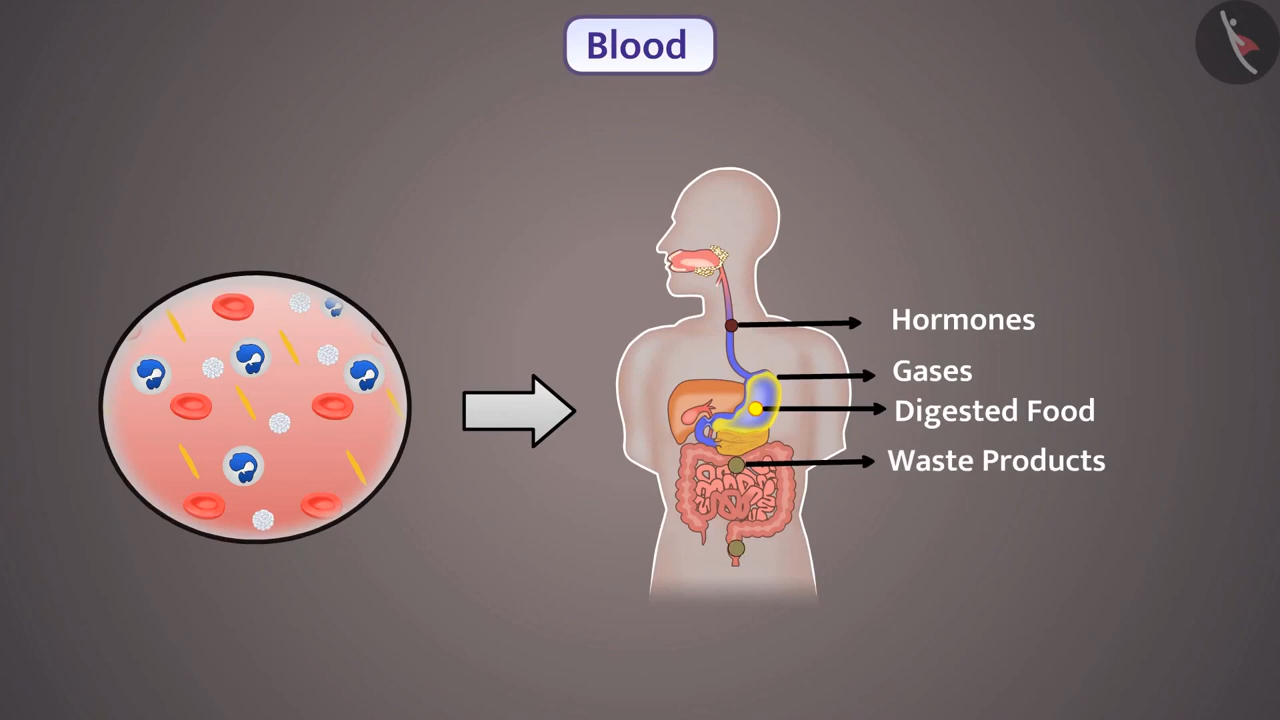 Blood
Hormones
Gases
Digested Food
Waste Products